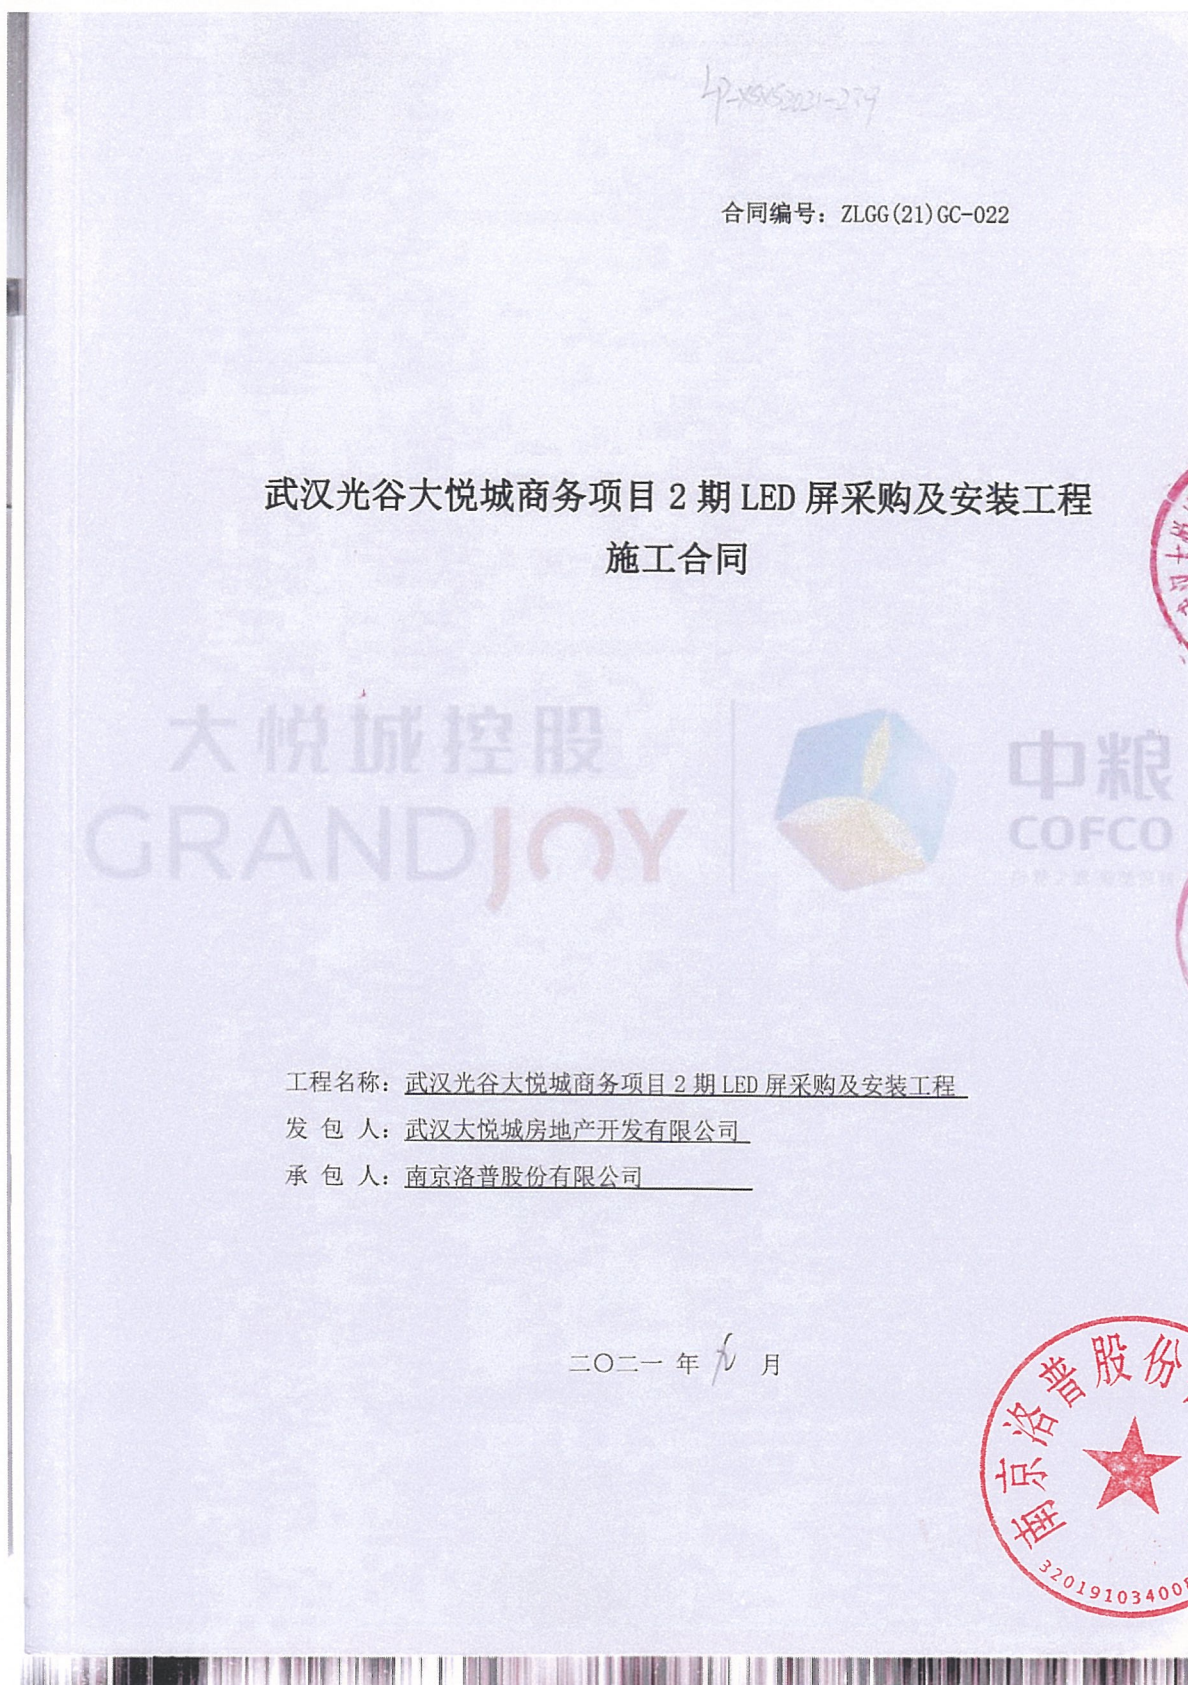 合同编号：ZLGG(21)GC-022
武汉光谷大悦城商务项目2期LED屏采购及安装工程
施工合同
大悦城控股
GRANDJOY
中粮
COFCO
工程名称：武汉光谷大悦城商务项目2期LED屏采购及安装工程
发 包 人：武汉大悦城房地产开发有限公司
承 包 人：南京洛普股份有限公司
二〇二一 年 月
南京洛普股份
320191034008